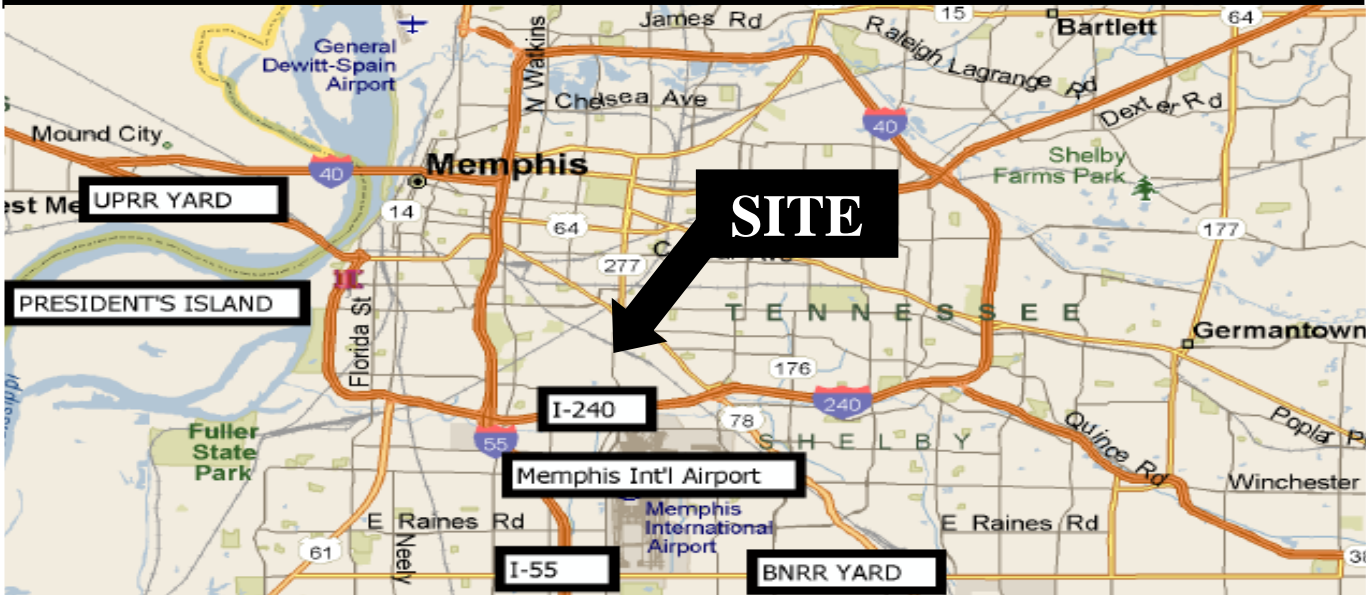 James Rd
15
64
Bartlett
General
Dewitt-Spain
Airport
N Watkins
Raleigh Lagrange Rd
Chelsea Ave
Dexter Rd
40
Mound City
Memphis
40
Shelby
Farms Park
UPRR YARD
14
SITE
64
177
277
PRESIDENT'S ISLAND
Florida St
TENNESSEE
Germantown
176
I-240
240
78
55
SHELBY
Fuller
State
Park
Quince Rd
Memphis Int'l Airport
Winchester
Memphis
International
Airport
E Raines Rd
E Raines Rd
61
Neely
I-55
BNRR YARD